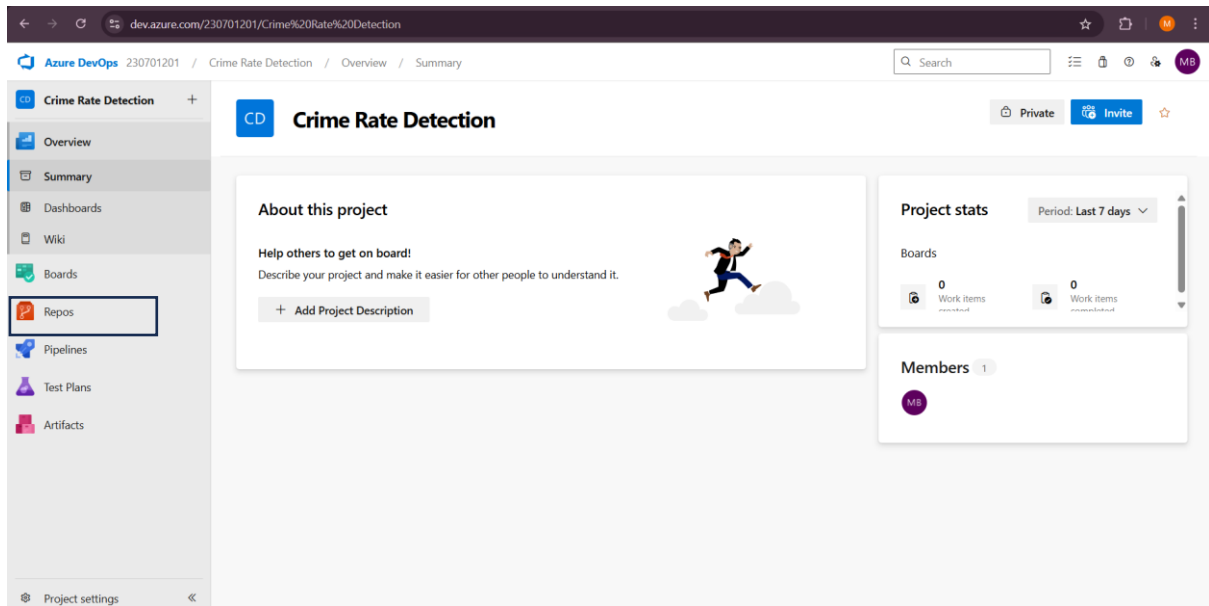 dev.azure.com/230701201/Crime%20Rate%20Detection
M
Azure DevOps 230701201 / Crime Rate Detection / Overview / Summary
Search
MB
CD Crime Rate Detection +
CD Crime Rate Detection
Private
Invite
Overview
Summary
Dashboards
Wiki
Boards
Repos
Pipelines
Test Plans
Artifacts
Project settings
About this project
Help others to get on board!
Describe your project and make it easier for other people to understand it.
+ Add Project Description
Project stats
Period: Last 7 days
Boards
0
Work items
created
0
Work items
completed
Members 1
MB